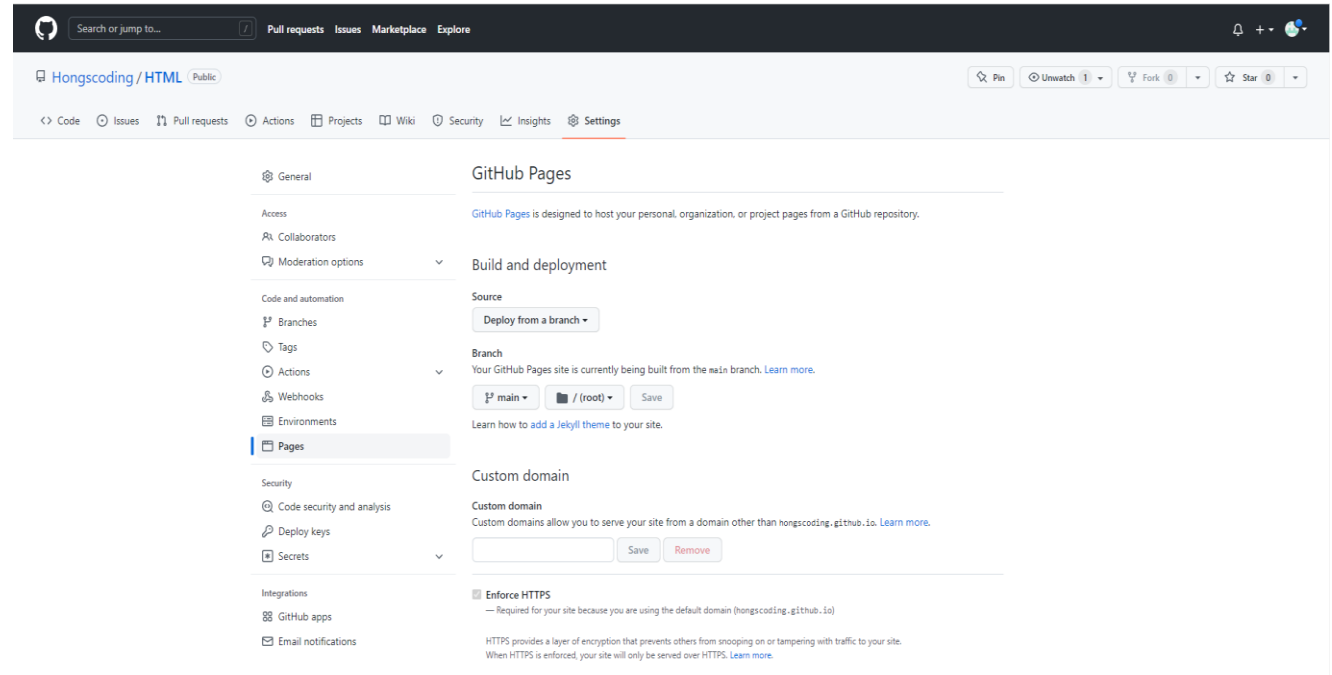 Search or jump to... /
Pull requests Issues Marketplace Explore
Hongscoding / HTML Public
Pin Unwatch 1 Fork 0 Star 0
Code Issues Pull requests Actions Projects Wiki Security Insights Settings
General
Access
Collaborators
Moderation options
Code and automation
Branches
Tags
Actions
Webhooks
Environments
Pages
Security
Code security and analysis
Deploy keys
Secrets
Integrations
GitHub apps
Email notifications
GitHub Pages
GitHub Pages is designed to host your personal, organization, or project pages from a GitHub repository.
Build and deployment
Source
Deploy from a branch
Branch
Your GitHub Pages site is currently being built from the main branch. Learn more.
main / (root) Save
Learn how to add a Jekyll theme to your site.
Custom domain
Custom domain
Custom domains allow you to serve your site from a domain other than hongscoding.github.io. Learn more.
Save Remove
Enforce HTTPS
— Required for your site because you are using the default domain (hongscoding.github.io)
HTTPS provides a layer of encryption that prevents others from snooping on or tampering with traffic to your site.
When HTTPS is enforced, your site will only be served over HTTPS. Learn more.